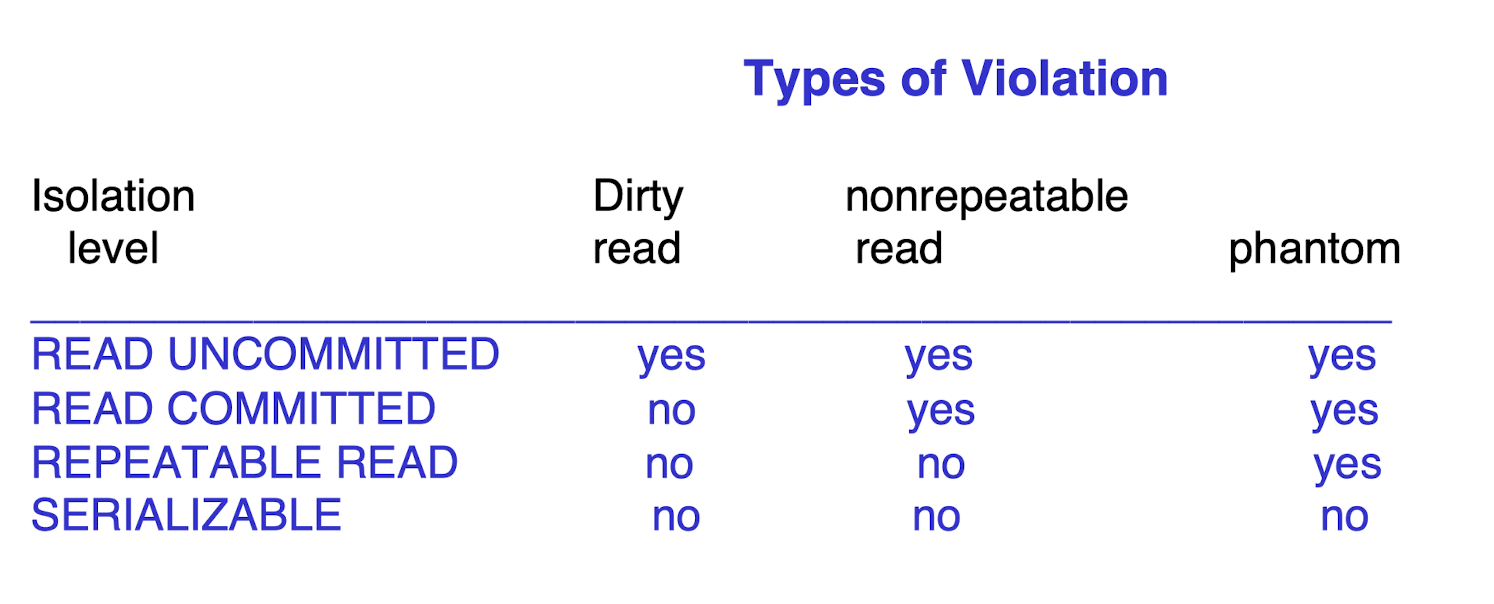 Types of Violation
Isolation Dirty nonrepeatable
level read read phantom
READ UNCOMMITTED yes yes yes
READ COMMITTED no yes yes
REPEATABLE READ no no yes
SERIALIZABLE no no no